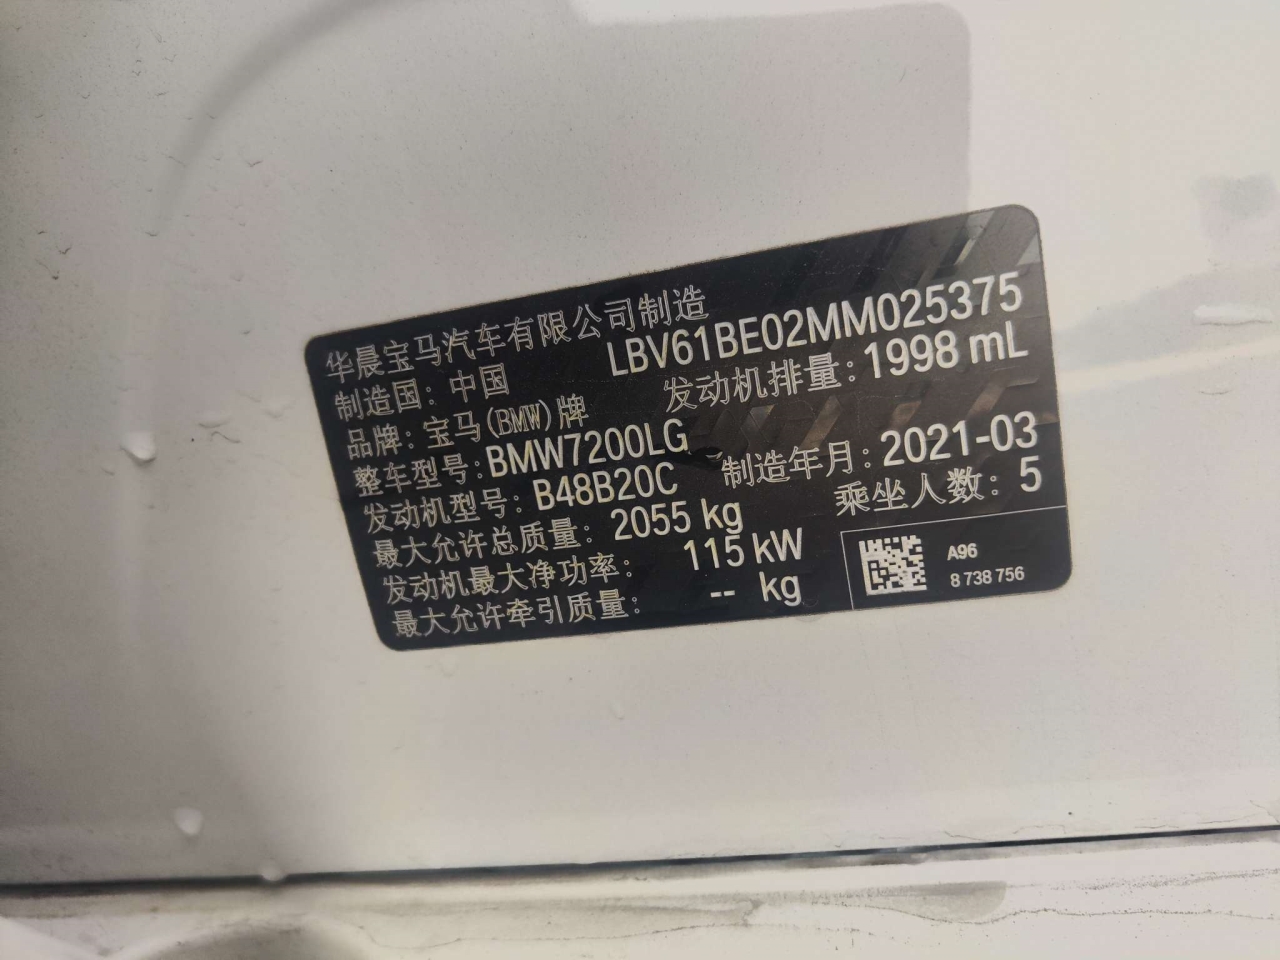 华晨宝马汽车有限公司制造
LBV61BE02MM025375
制造国：中国
发动机排量：1998 mL
品牌：宝马(BMW)牌
整车型号：BMW7200LG
制造年月：2021-03
发动机型号：B48B20C
乘坐人数：5
最大允许总质量：2055 kg
发动机最大净功率：115 kW
最大允许牵引质量：-- kg
A96
8 738 756